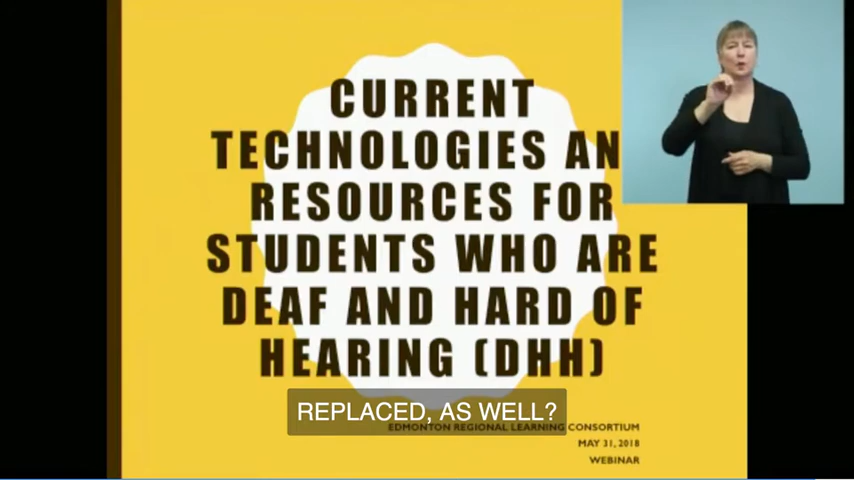 CURRENT
TECHNOLOGIES AN
RESOURCES FOR
STUDENTS WHO ARE
DEAF AND HARD OF
HEARING (DHH)
REPLACED, AS WELL?
EDMONTON REGIONAL LEARNING CONSORTIUM
MAY 31, 2018
WEBINAR